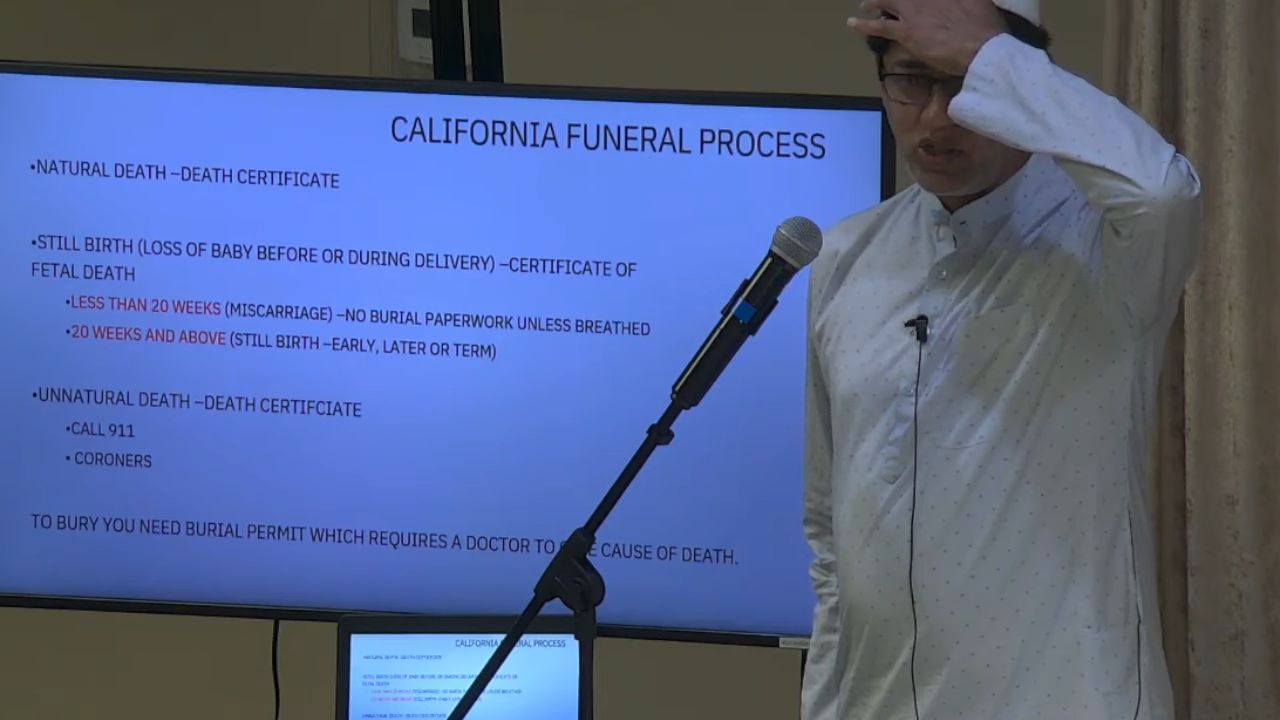 CALIFORNIA FUNERAL PROCESS
•NATURAL DEATH –DEATH CERTIFICATE
•STILL BIRTH (LOSS OF BABY BEFORE OR DURING DELIVERY) –CERTIFICATE OF
FETAL DEATH
•LESS THAN 20 WEEKS (MISCARRIAGE) –NO BURIAL PAPERWORK UNLESS BREATHED
•20 WEEKS AND ABOVE (STILL BIRTH –EARLY, LATER OR TERM)
•UNNATURAL DEATH –DEATH CERTIFCIATE
•CALL 911
• CORONERS
TO BURY YOU NEED BURIAL PERMIT WHICH REQUIRES A DOCTOR TO CAUSE OF DEATH.
CALIFORNIA PROCESS